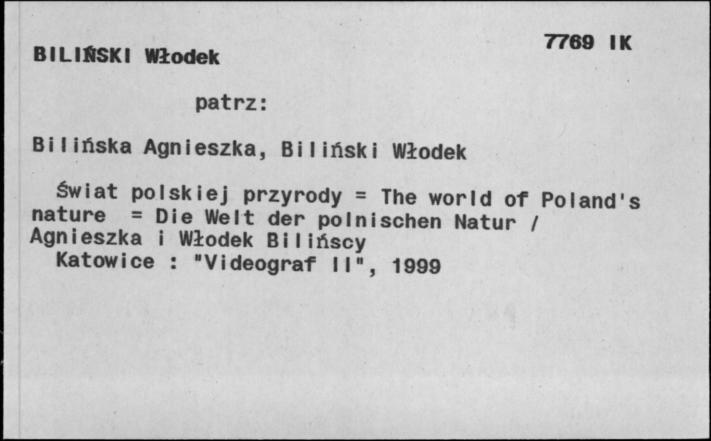 7769 IK
BILIŃSKI Włodek
patrz:
Bilińska Agnieszka, Biliński Włodek
Świat polskiej przyrody = The world of Poland's
nature = Die Welt der polnischen Natur /
Agnieszka i Włodek Bilińscy
Katowice : "Videograf II", 1999